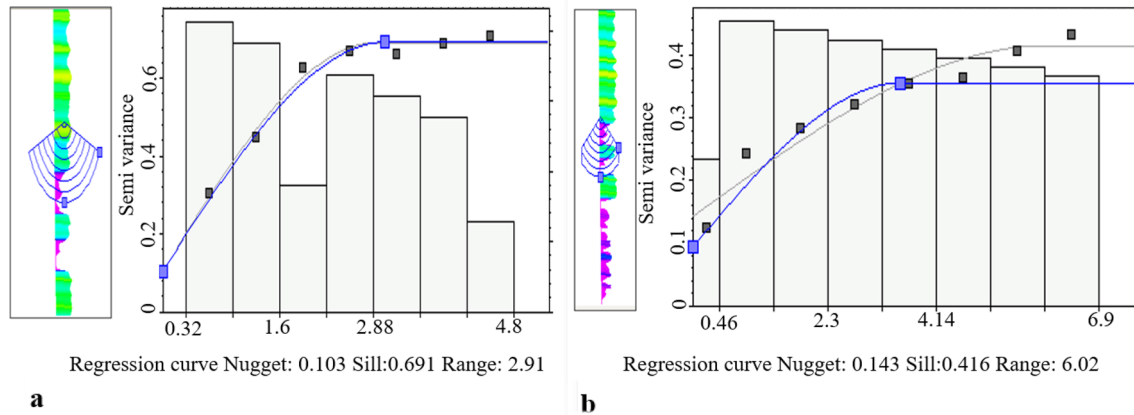 Semi variance
0.6
0.4
0.2
0
0.32
1.6
2.88
4.8
Regression curve Nugget: 0.103 Sill:0.691 Range: 2.91
a
Semi variance
0.4
0.3
0.2
0.1
0
0.46
2.3
4.14
6.9
Regression curve Nugget: 0.143 Sill:0.416 Range: 6.02
b